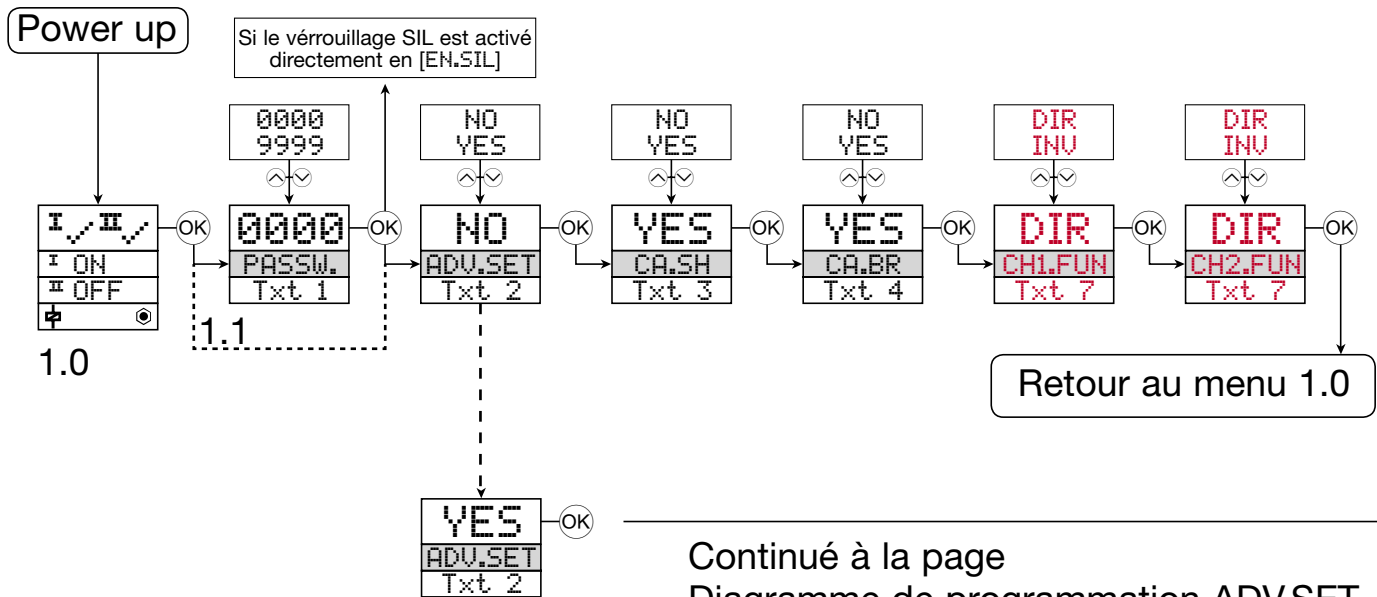 Power up
Si le vérrouillage SIL est activé
directement en [EN.SIL]
0000
9999
NO
YES
NO
YES
NO
YES
DIR
INV
DIR
INV
I II
I ON
II OFF
OK
0000
PASSW.
Txt 1
OK
NO
ADV.SET
Txt 2
OK
YES
CA.SH
Txt 3
OK
YES
CA.BR
Txt 4
OK
DIR
CH1.FUN
Txt 7
OK
DIR
CH2.FUN
Txt 7
OK
1.1
1.0
Retour au menu 1.0
YES
ADV.SET
Txt 2
OK
Continué à la page
Diagramme de programmation ADV.SET